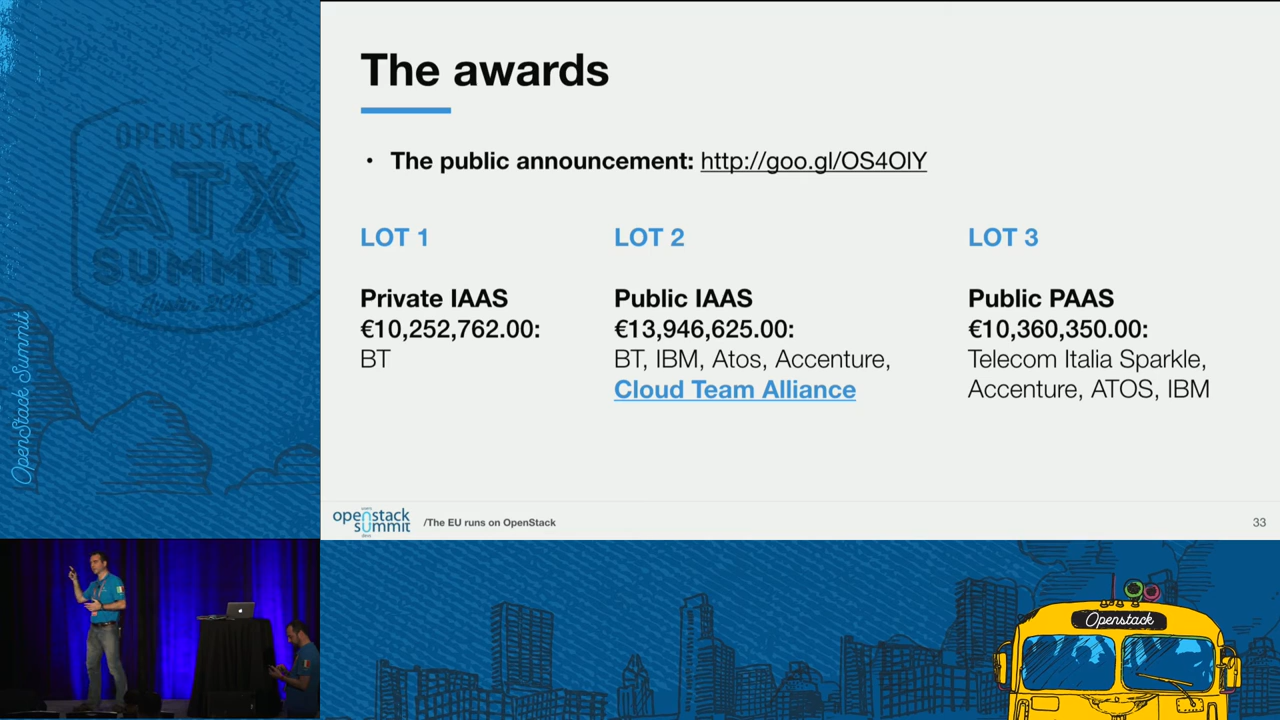 The awards
• The public announcement: http://goo.gl/OS4OIY
LOT 1
Private IAAS
€10,252,762.00:
BT
LOT 2
Public IAAS
€13,946,625.00:
BT, IBM, Atos, Accenture,
Cloud Team Alliance
LOT 3
Public PAAS
€10,360,350.00:
Telecom Italia Sparkle,
Accenture, ATOS, IBM
openstack
summit
/The EU runs on OpenStack
33
OPENSTACK
ATX
SUMMIT
Austin 2016
OpenStack Summit
Openstack